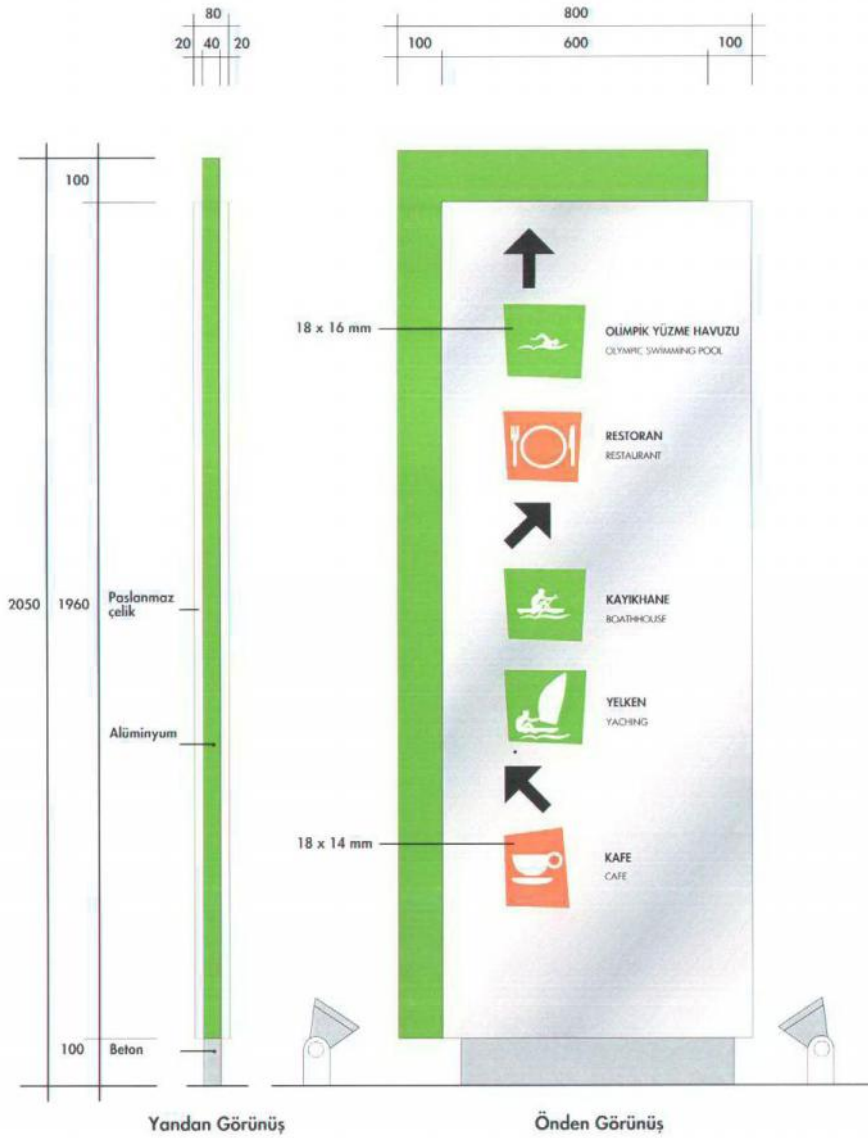 80
20 40 20
800
100 600 100
100
18 x 16 mm
OLİMPİK YÜZME HAVUZU
OLYMPIC SWIMMING POOL
RESTORAN
RESTAURANT
2050
1960
Paslanmaz
çelik
KAYIKHANE
BOATHHOUSE
YELKEN
YACHING
Alüminyum
18 x 14 mm
KAFE
CAFE
100
Beton
Yandan Görünüş
Önden Görünüş